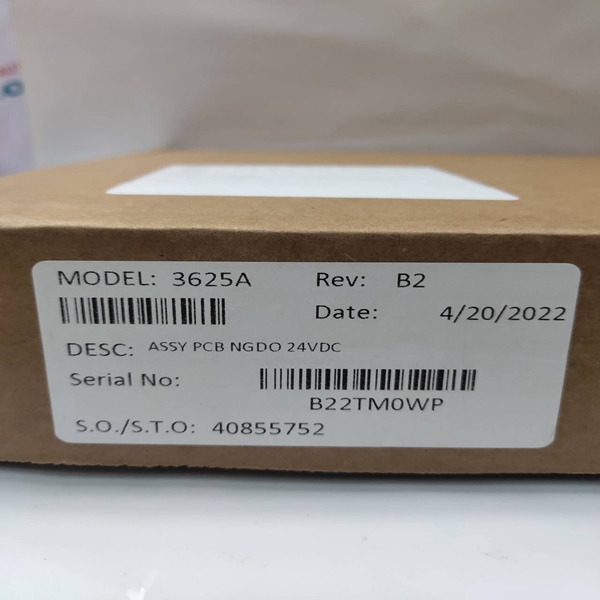 MODEL: 3625A Rev: B2
Date: 4/20/2022
DESC: ASSY PCB NGDO 24VDC
Serial No:
B22TM0WP
S.O./S.T.O: 40855752